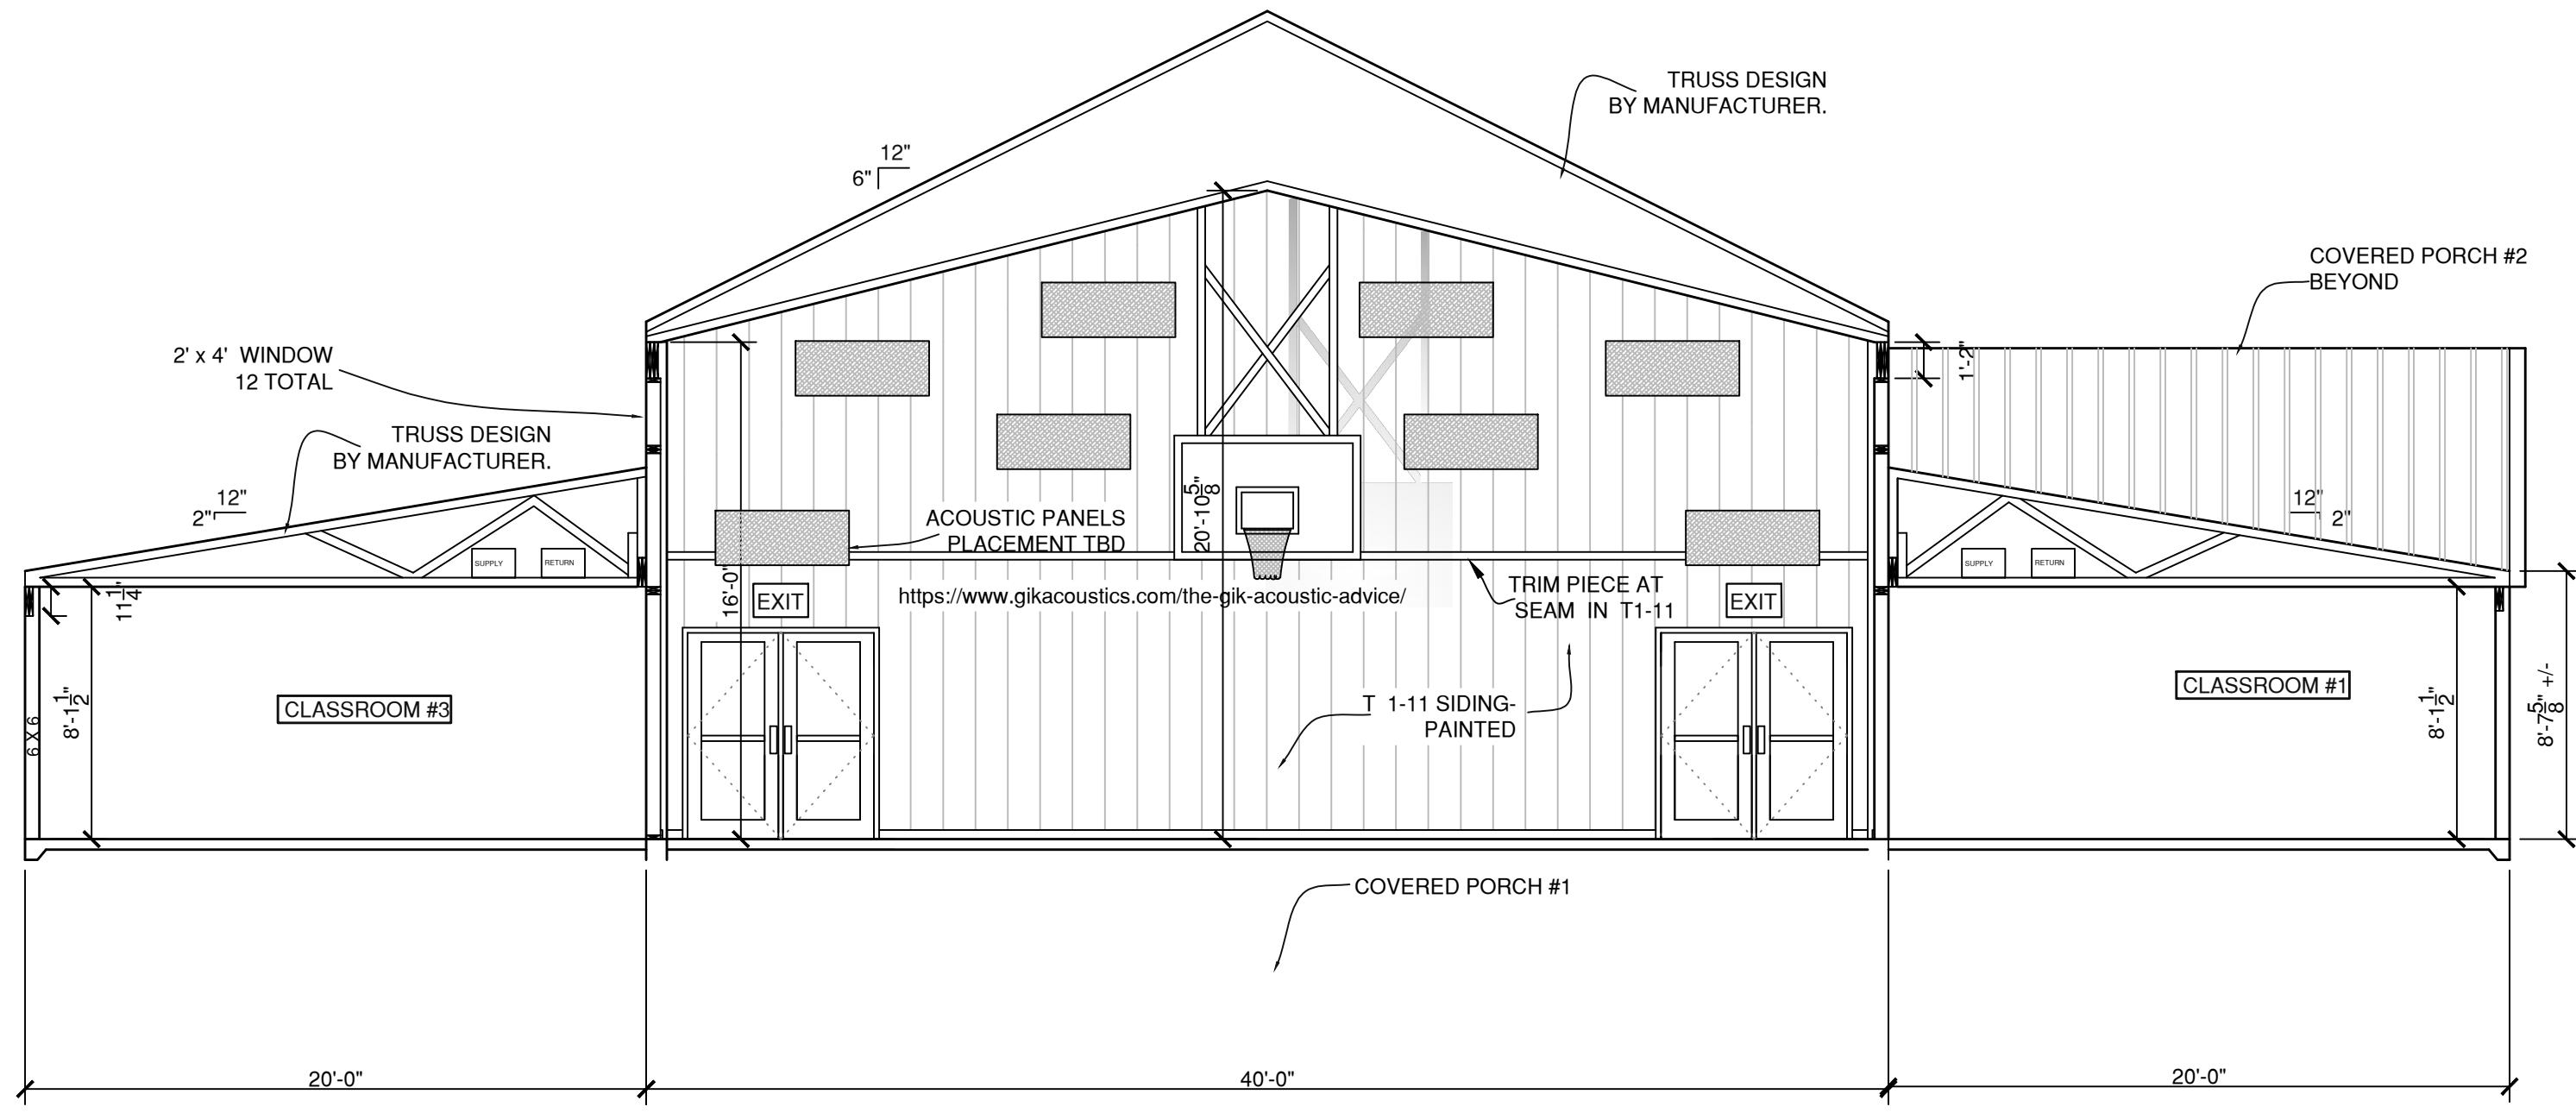 TRUSS DESIGN
BY MANUFACTURER.
12"
6"
COVERED PORCH #2
BEYOND
2' x 4' WINDOW
12 TOTAL
1'-2"
TRUSS DESIGN
BY MANUFACTURER.
12"
2"
12"
2"
20'-10 5/8"
ACOUSTIC PANELS
PLACEMENT TBD
SUPPLY
RETURN
SUPPLY
RETURN
11 1/4"
16'-0"
EXIT
https://www.gikacoustics.com/the-gik-acoustic-advice/
TRIM PIECE AT
SEAM IN T1-11
EXIT
CLASSROOM #3
CLASSROOM #1
6 X 6
8'-1 1/2"
T 1-11 SIDING-
PAINTED
8'-1 1/2"
8'-7 5/8" +/-
COVERED PORCH #1
20'-0"
40'-0"
20'-0"